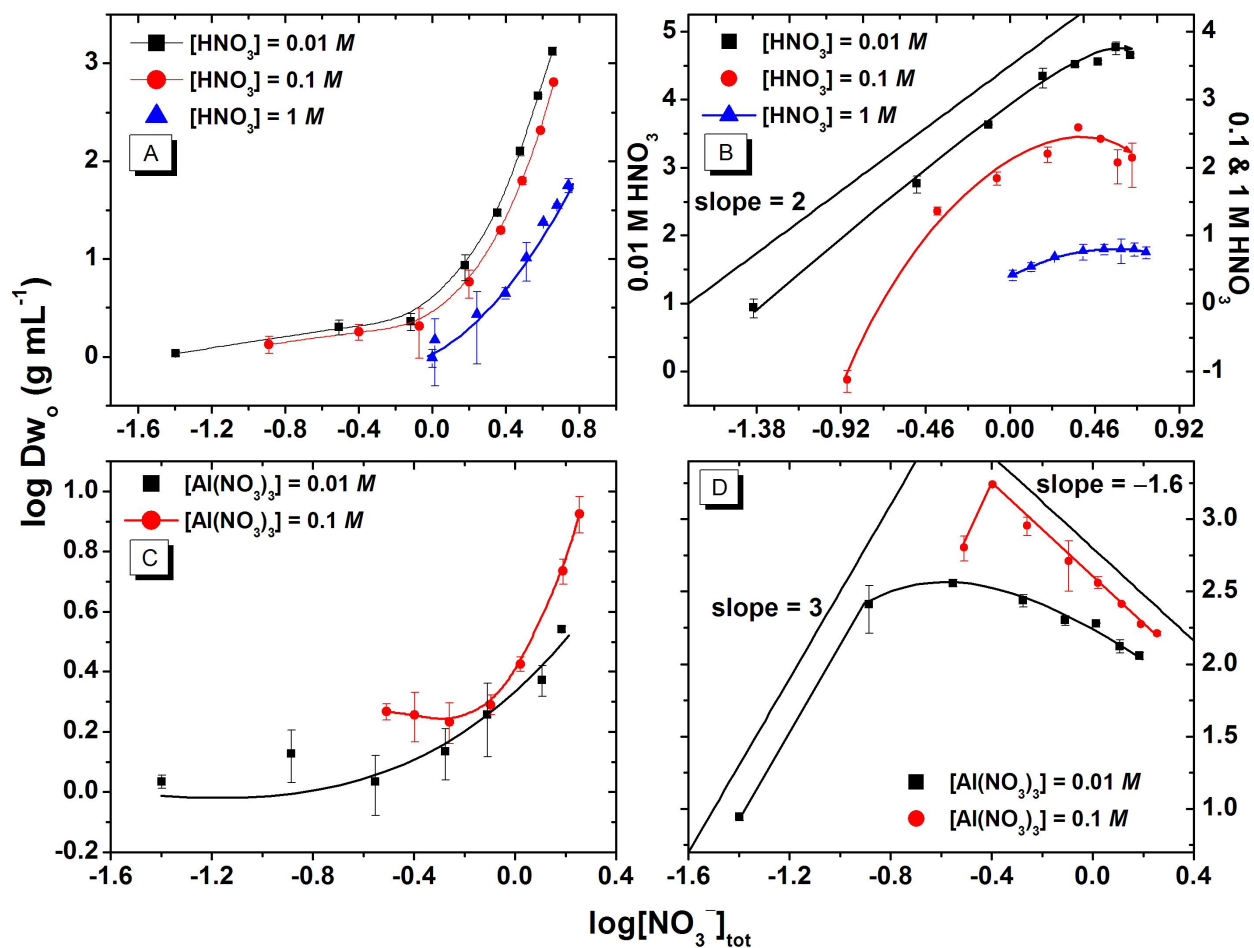 [HNO3] = 0.01 M
[HNO3] = 0.1 M
[HNO3] = 1 M
A
3
2
1
0
-1.6 -1.2 -0.8 -0.4 0.0 0.4 0.8
[HNO3] = 0.01 M
[HNO3] = 0.1 M
[HNO3] = 1 M
B
slope = 2
0.01 M HNO3
5
4
3
2
1
0
0.1 & 1 M HNO3
4
3
2
1
0
-1
-1.38 -0.92 -0.46 0.00 0.46 0.92
log Dwo (g mL-1)
[Al(NO3)3] = 0.01 M
[Al(NO3)3] = 0.1 M
C
1.0
0.8
0.6
0.4
0.2
0.0
-0.2
-1.6 -1.2 -0.8 -0.4 0.0 0.4
D
slope = −1.6
slope = 3
[Al(NO3)3] = 0.01 M
[Al(NO3)3] = 0.1 M
3.0
2.5
2.0
1.5
1.0
-1.6 -1.2 -0.8 -0.4 0.0 0.4
log[NO3−]tot